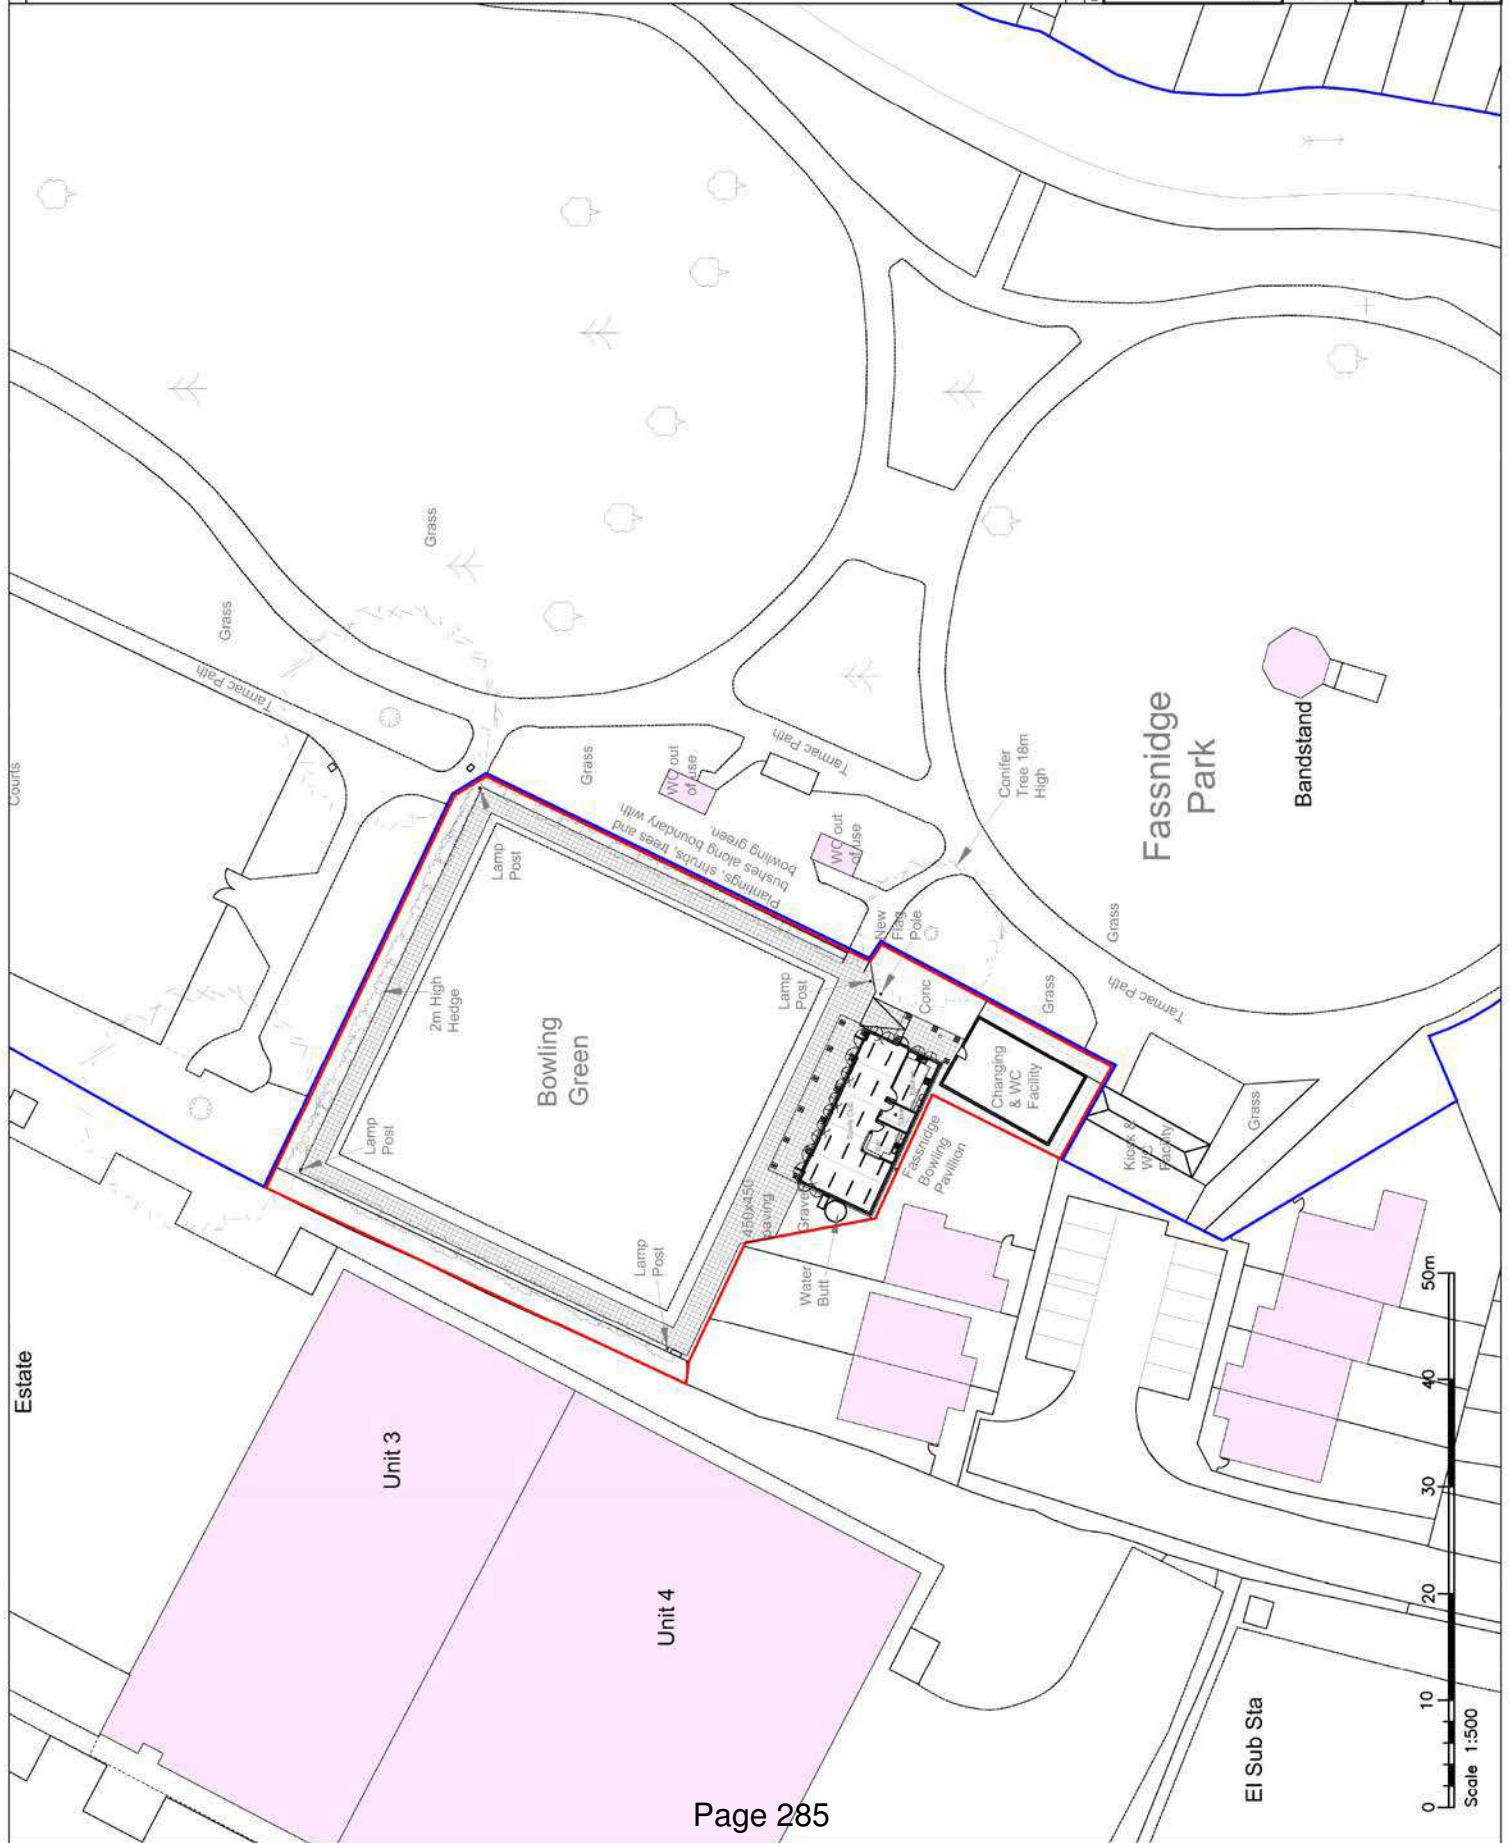 Courts
Estate
Tarmac Path
Grass
Grass
Grass
WC out
of use
Tarmac Path
Plantings, shrubs, trees and
bushes along boundary with
bowling green.
WC out
of use
Conifer
Tree 18m
High
New
Flag
Pole
Lamp
Post
2m High
Hedge
Bowling
Green
Lamp
Post
Lamp
Post
Lamp
Post
Conc
Grass
Grass
Tarmac Path
Changing
& WC
Facility
Fassnidge
Bowling
Pavillion
450x450
paving
Gravel
Water
Butt
Kiosk &
WC
Facility
Grass
Fassnidge
Park
Bandstand
Unit 3
Unit 4
El Sub Sta
0 10 20 30 40 50m
Scale 1:500
Page 285